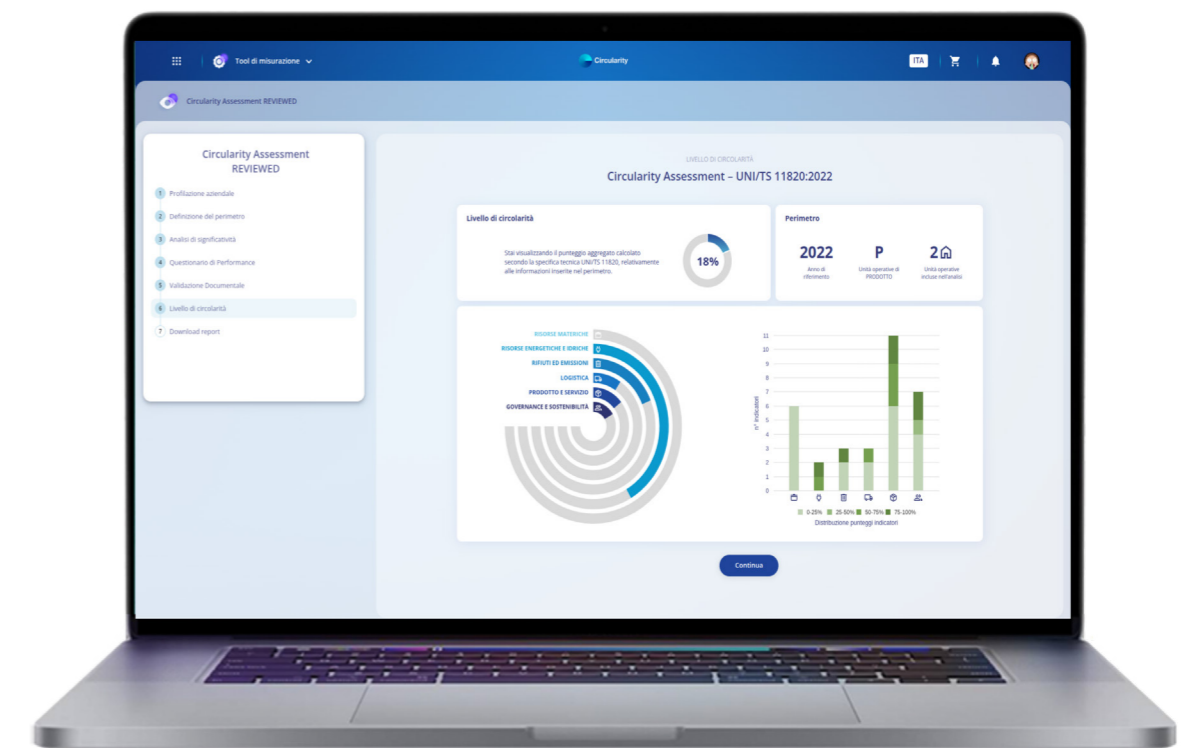 Tool di misurazione
Circularity
ITA
Circularity Assessment REVIEWED
Circularity Assessment
REVIEWED
1 Profilazione aziendale
2 Definizione del perimetro
3 Analisi di significatività
4 Questionario di Performance
5 Validazione Documentale
6 Livello di circolarità
7 Download report
LIVELLO DI CIRCOLARITÀ
Circularity Assessment – UNI/TS 11820:2022
Livello di circolarità
Stai visualizzando il punteggio aggregato calcolato
secondo la specifica tecnica UNI/TS 11820, relativamente
alle informazioni inserite nel perimetro.
18%
Perimetro
2022
Anno di
riferimento
P
Unità operative di
PRODOTTO
2
Unità operative
incluse nell'analisi
RISORSE MATERICHE
RISORSE ENERGETICHE E IDRICHE
RIFIUTI ED EMISSIONI
LOGISTICA
PRODOTTO E SERVIZIO
GOVERNANCE E SOSTENIBILITÀ
n° indicatori
11
10
9
8
7
6
5
4
3
2
1
0
0-25% 25-50% 50-75% 75-100%
Distribuzione punteggi indicatori
Continua